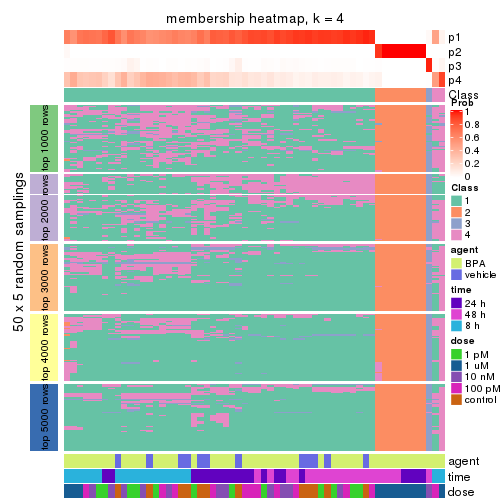 membership heatmap, k = 4
p1
p2
p3
p4
Class
50 x 5 random samplings
top 1000 rows
top 2000 rows
top 3000 rows
top 4000 rows
top 5000 rows
agent
time
dose
Prob
1
0.8
0.6
0.4
0.2
0
Class
1
2
3
4
agent
BPA
vehicle
time
24 h
48 h
8 h
dose
1 pM
1 uM
10 nM
100 pM
control